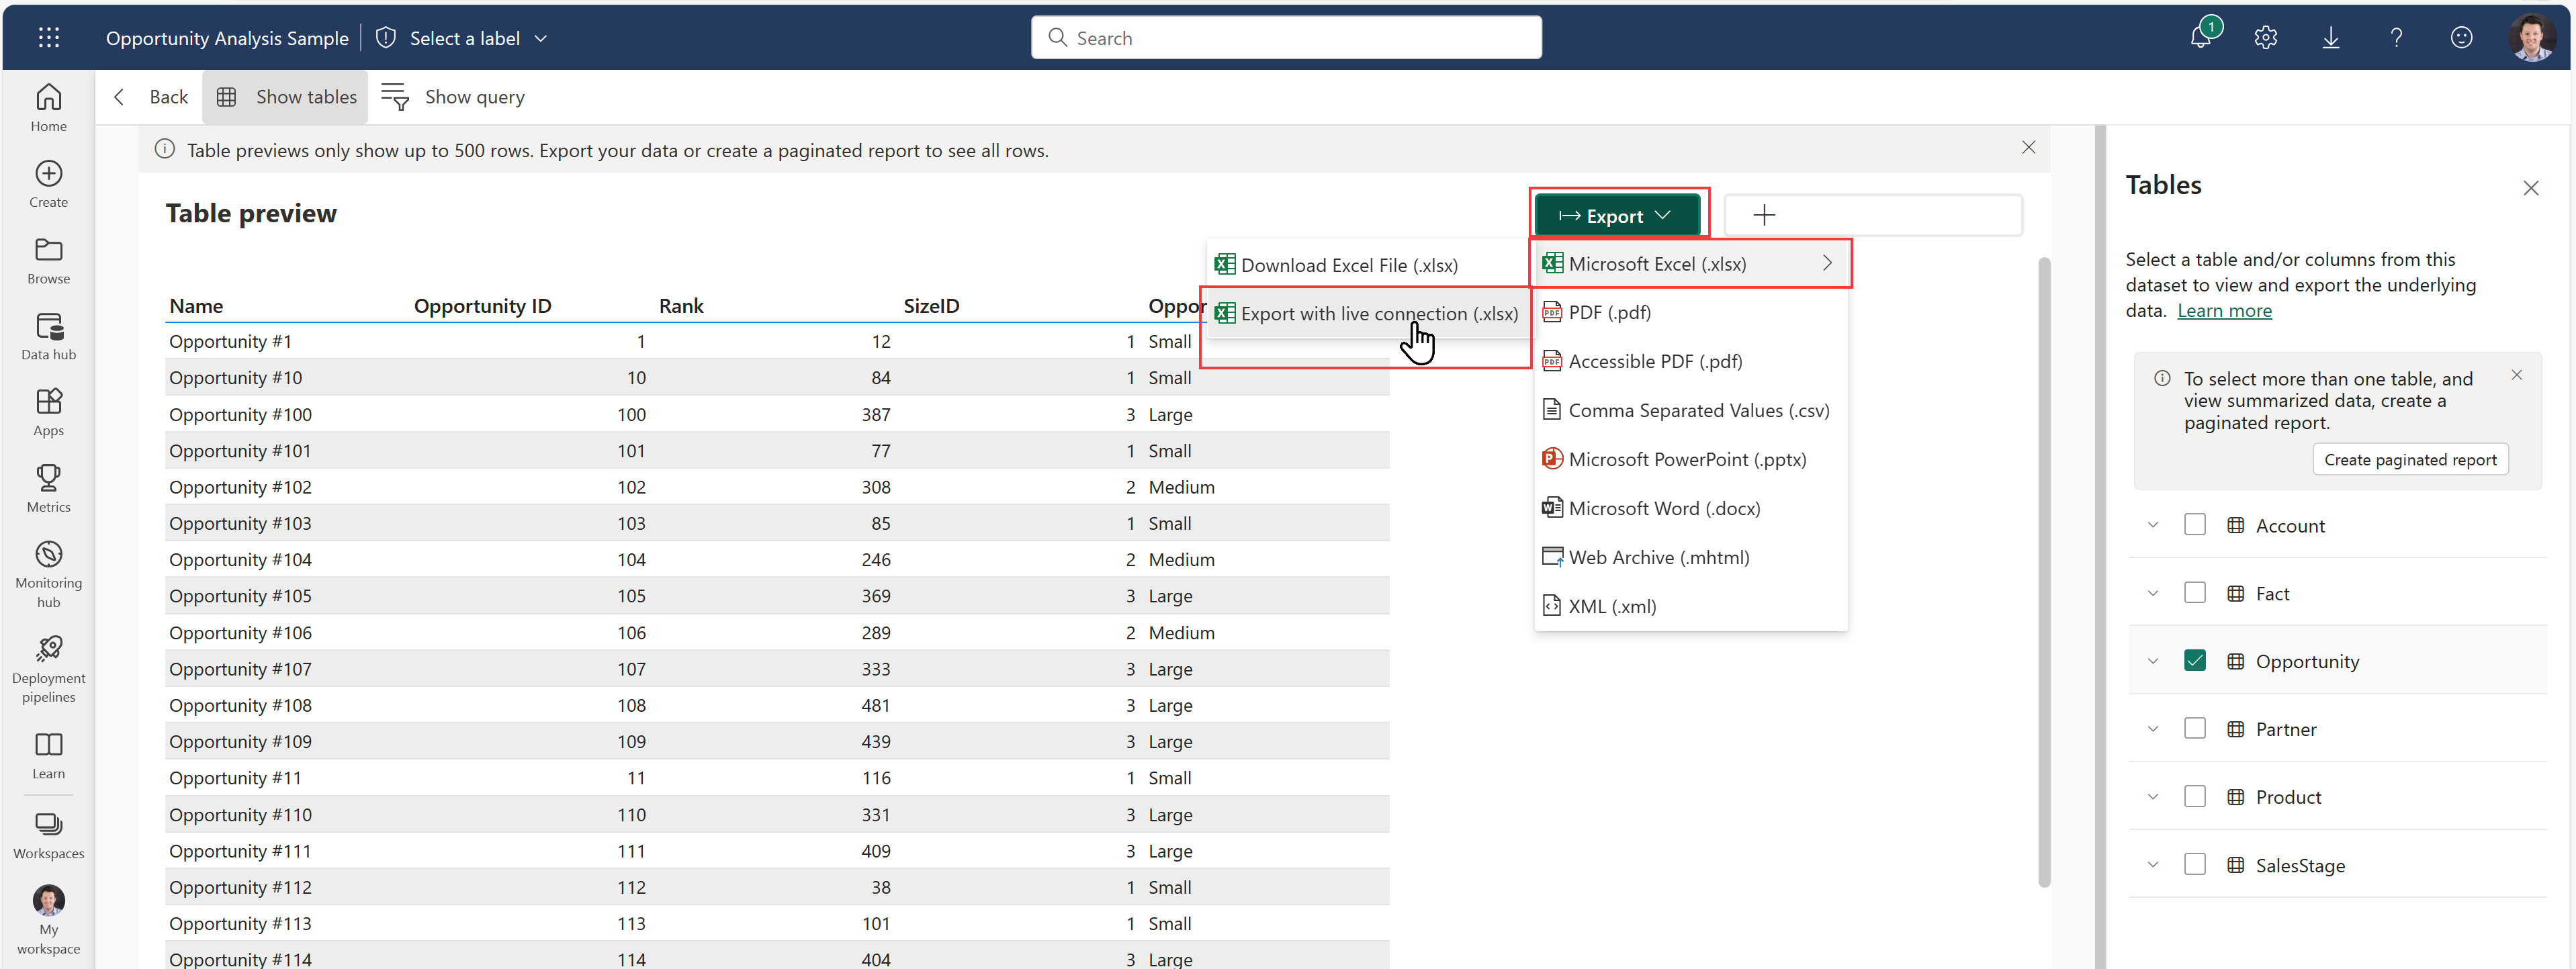 Opportunity Analysis Sample
Select a label
Search
1
Home
Create
Browse
Data hub
Apps
Metrics
Monitoring
hub
Deployment
pipelines
Learn
Workspaces
My
workspace
Back
Show tables
Show query
Table previews only show up to 500 rows. Export your data or create a paginated report to see all rows.
Table preview
Export
Download Excel File (.xlsx)
Export with live connection (.xlsx)
Microsoft Excel (.xlsx)
PDF (.pdf)
Accessible PDF (.pdf)
Comma Separated Values (.csv)
Microsoft PowerPoint (.pptx)
Microsoft Word (.docx)
Web Archive (.mhtml)
XML (.xml)
Name Opportunity ID Rank SizeID Oppor
Opportunity #1 1 12 1 Small
Opportunity #10 10 84 1 Small
Opportunity #100 100 387 3 Large
Opportunity #101 101 77 1 Small
Opportunity #102 102 308 2 Medium
Opportunity #103 103 85 1 Small
Opportunity #104 104 246 2 Medium
Opportunity #105 105 369 3 Large
Opportunity #106 106 289 2 Medium
Opportunity #107 107 333 3 Large
Opportunity #108 108 481 3 Large
Opportunity #109 109 439 3 Large
Opportunity #11 11 116 1 Small
Opportunity #110 110 331 3 Large
Opportunity #111 111 409 3 Large
Opportunity #112 112 38 1 Small
Opportunity #113 113 101 1 Small
Opportunity #114 114 404 3 Large
Tables
Select a table and/or columns from this
dataset to view and export the underlying
data. Learn more
To select more than one table, and
view summarized data, create a
paginated report.
Create paginated report
Account
Fact
Opportunity
Partner
Product
SalesStage